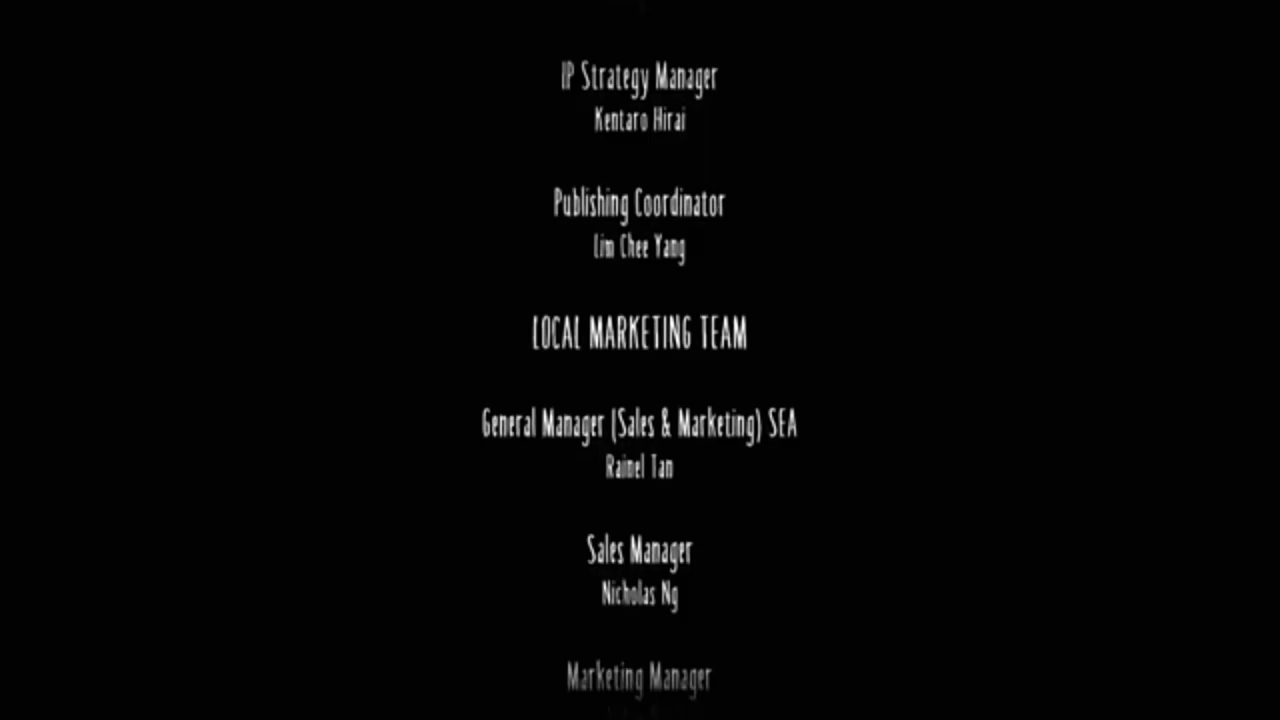 IP Strategy Manager
Kentaro Hirai
Publishing Coordinator
Lim Chee Yang
LOCAL MARKETING TEAM
General Manager (Sales & Marketing) SEA
Rainel Tan
Sales Manager
Nicholas Ng
Marketing Manager